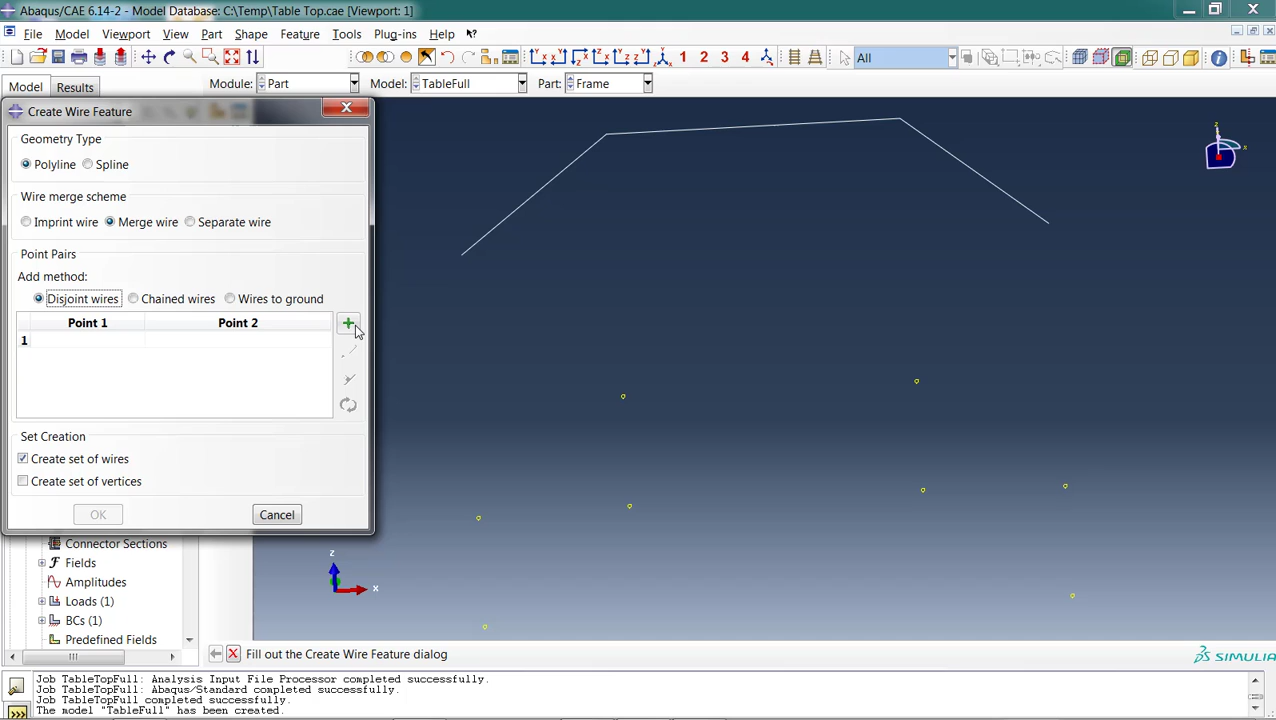 Abaqus/CAE 6.14-2 - Model Database: C:\Temp\Table Top.cae [Viewport: 1]
File Model Viewport View Part Shape Feature Tools Plug-ins Help
All
1 2 3 4
Model Results Module: Part Model: TableFull Part: Frame
Create Wire Feature
Geometry Type
Polyline Spline
Wire merge scheme
Imprint wire Merge wire Separate wire
Point Pairs
Add method:
Disjoint wires Chained wires Wires to ground
Point 1 Point 2
1
Set Creation
Create set of wires
Create set of vertices
OK Cancel
Connector Sections
Fields
Amplitudes
Loads (1)
BCs (1)
Predefined Fields
z
x
z
x
Fill out the Create Wire Feature dialog
SIMULIA
Job TableTopFull: Analysis Input File Processor completed successfully.
Job TableTopFull: Abaqus/Standard completed successfully.
Job TableTopFull completed successfully.
The model "TableFull" has been created.
>>>